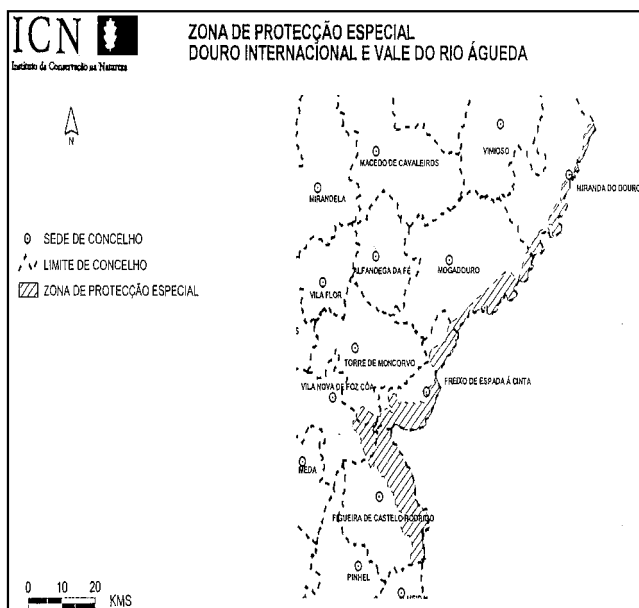 ICN
Instituto da Conservação da Natureza
ZONA DE PROTECÇÃO ESPECIAL
DOURO INTERNACIONAL E VALE DO RIO ÁGUEDA
N
SEDE DE CONCELHO
LIMITE DE CONCELHO
ZONA DE PROTECÇÃO ESPECIAL
VIMIOSO
MACEDO DE CAVALEIROS
MIRANDA DO DOURO
MIRANDELA
ALFANDEGA DA FÉ
MOGADOURO
VILA FLOR
S
TORRE DE MONCORVO
FREIXO DE ESPADA À CINTA
VILA NOVA DE FOZ CÔA
MEDA
FIGUEIRA DE CASTELO RODRIGO
PINHEL
0 10 20
KMS